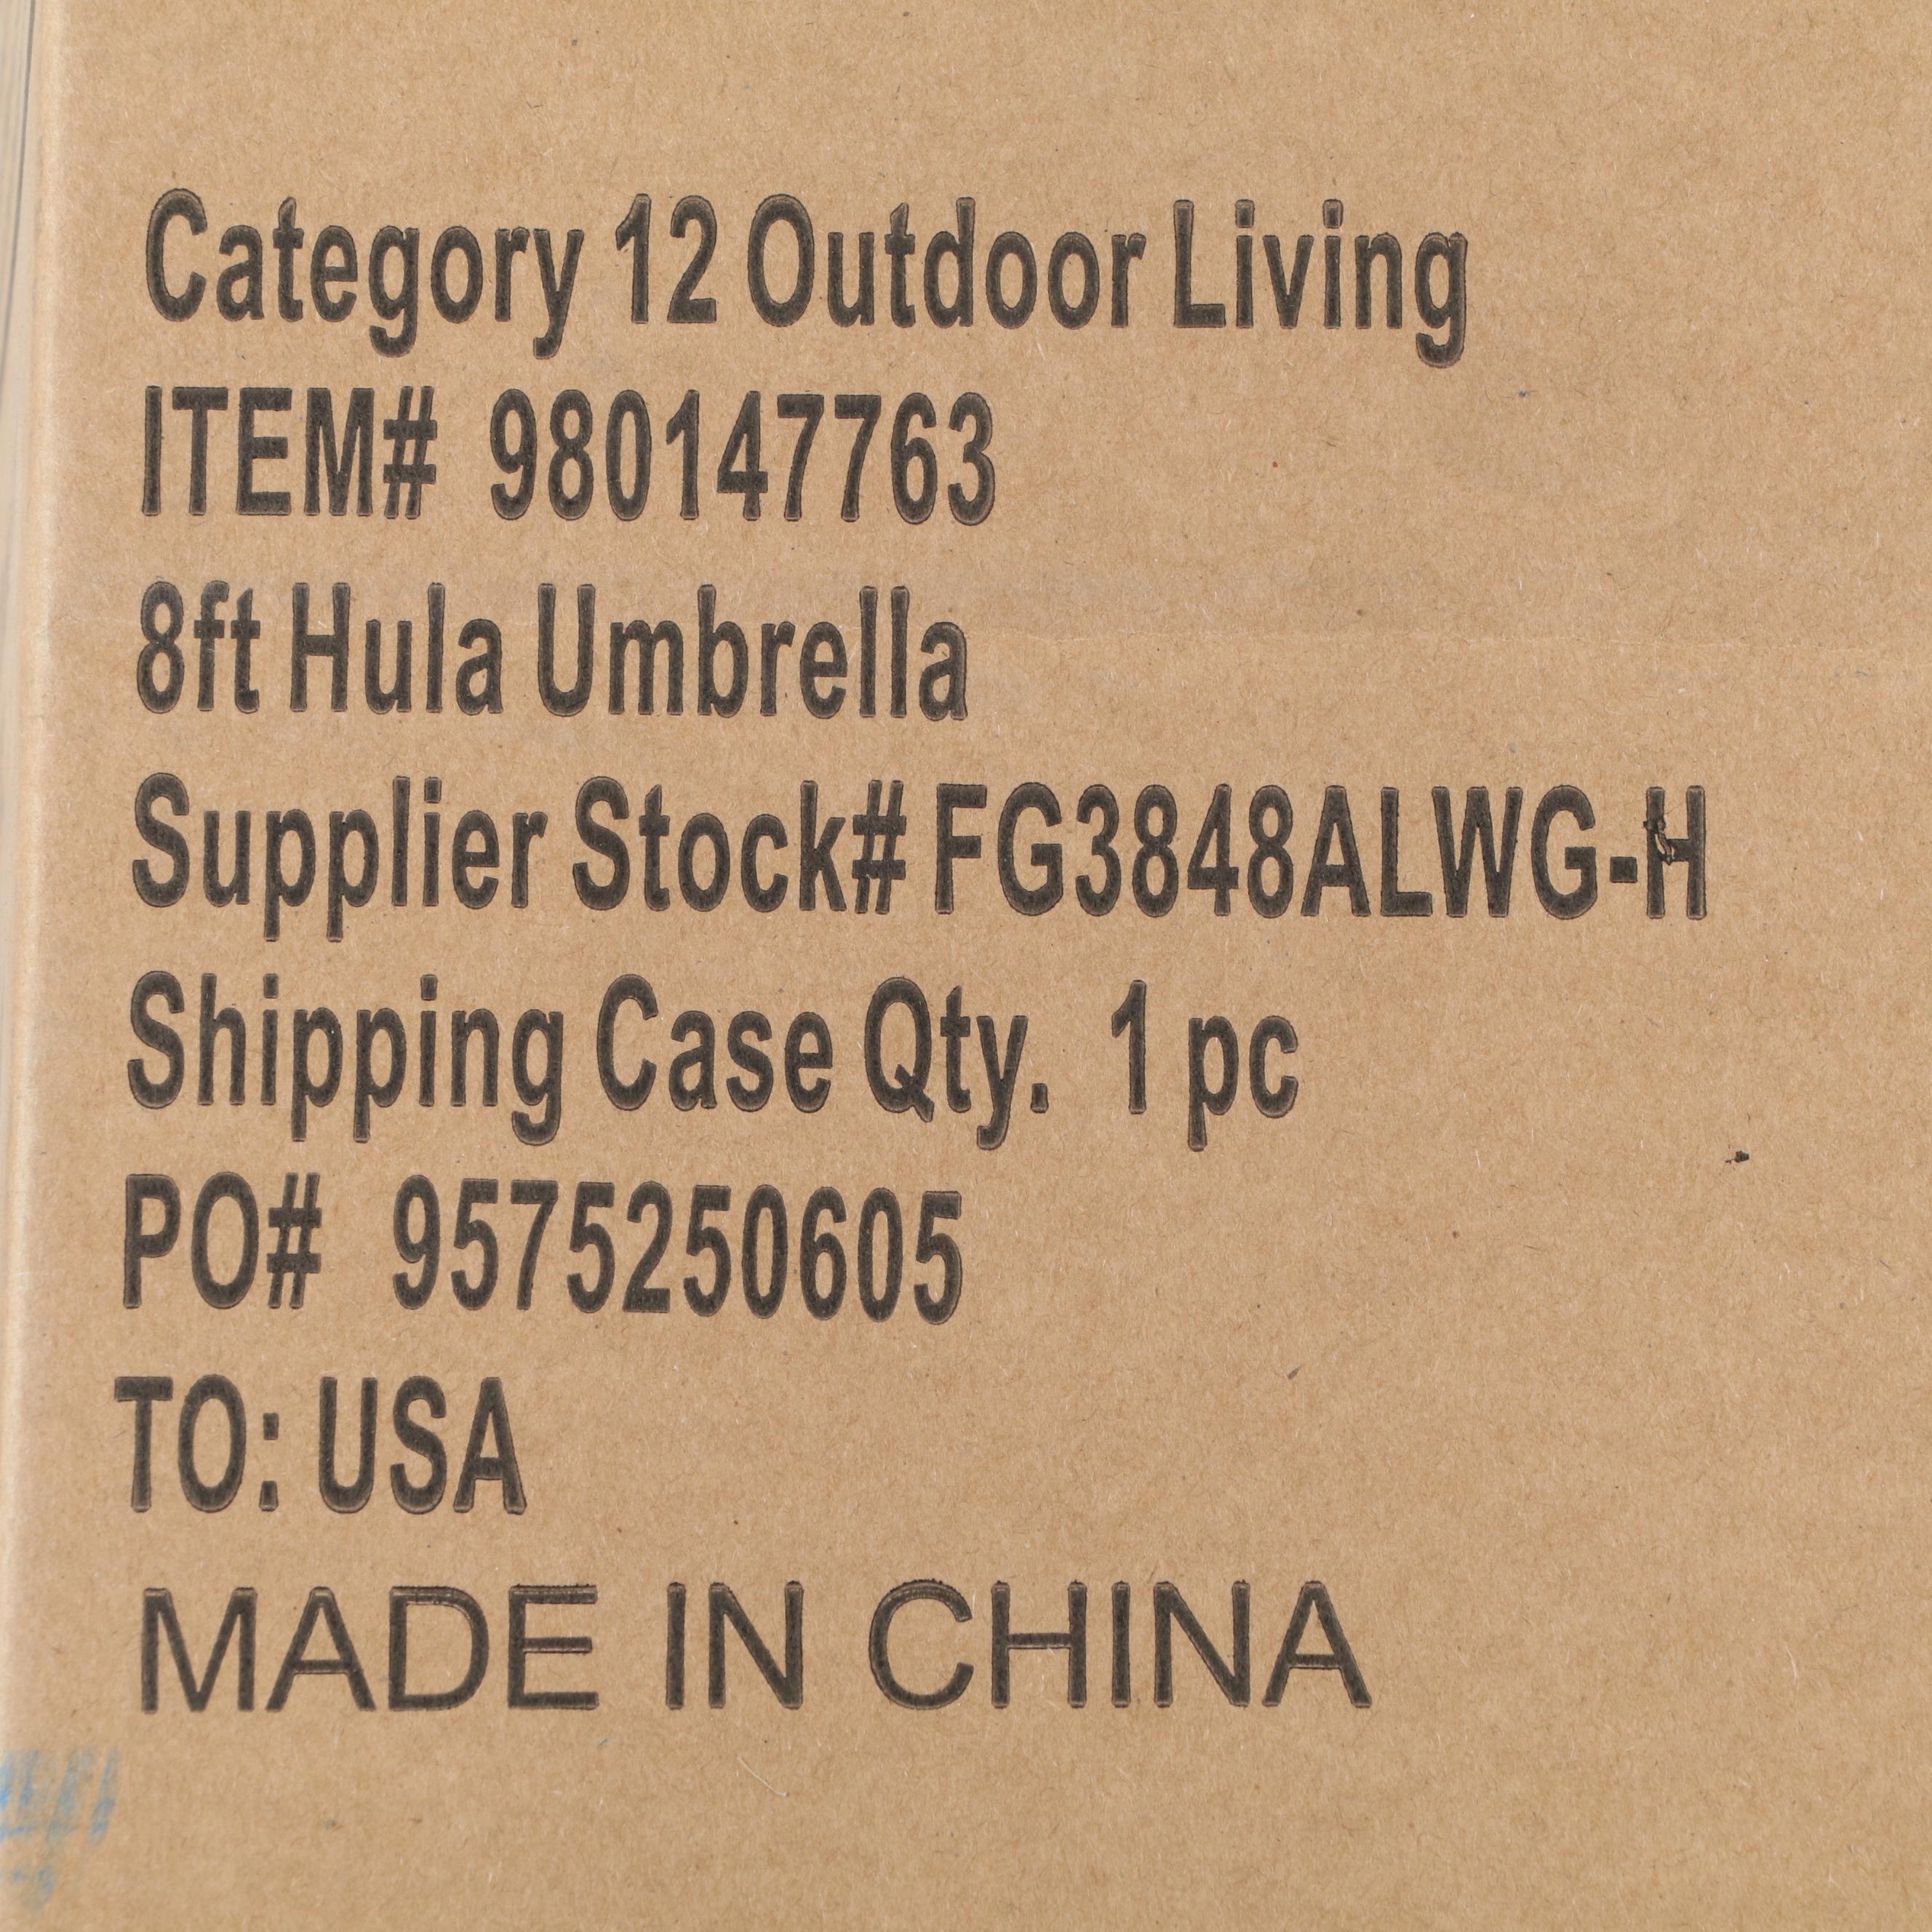 Category 12 Outdoor Living
ITEM# 980147763
8ft Hula Umbrella
Supplier Stock# FG3848ALWG-H
Shipping Case Qty. 1 pc
PO# 9575250605
TO: USA
MADE IN CHINA